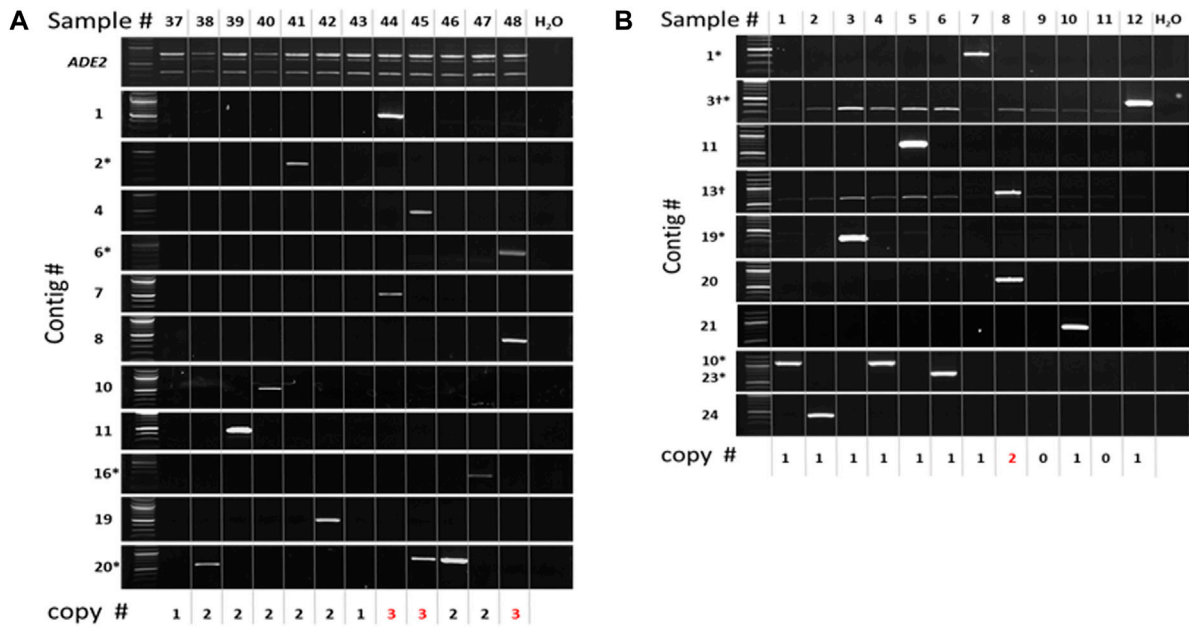 A
Sample # 37 38 39 40 41 42 43 44 45 46 47 48 H₂O
ADE2
Contig #
1
2*
4
6*
7
8
10
11
16*
19
20*
copy # 1 2 2 2 2 2 1 3 3 2 2 3
B
Sample # 1 2 3 4 5 6 7 8 9 10 11 12 H₂O
Contig #
1*
3†*
11
13†
19*
20
21
10*
23*
24
copy # 1 1 1 1 1 1 1 2 0 1 0 1